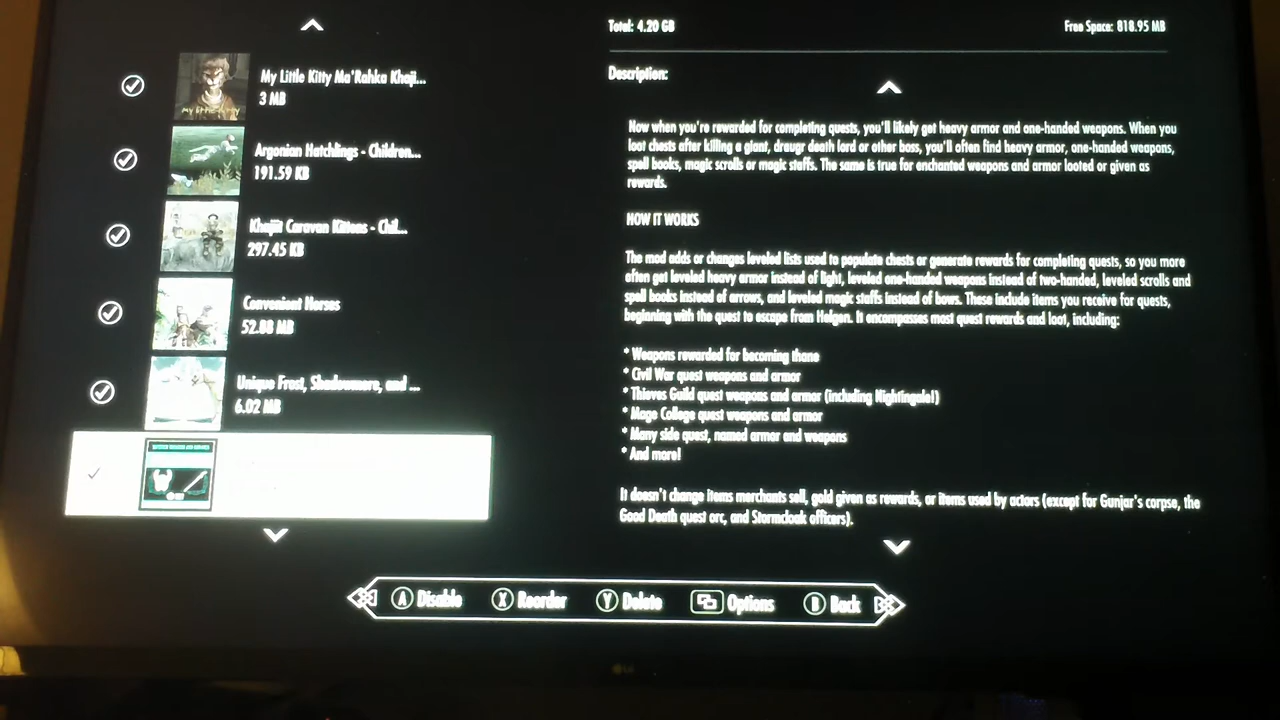 Total: 4.20 GB
Free Space: 818.95 MB
My Little Kitty Ma'Rahka Khaji...
3 MB
Argonian Hatchlings - Children...
191.59 KB
Khajiit Caravan Kittens - Chil...
297.45 KB
Convenient Horses
52.88 MB
Unique Frost, Shadowmere, and ...
6.02 MB
Description:
Now when you're rewarded for completing quests, you'll likely get heavy armor and one-handed weapons. When you
loot chests after killing a giant, draugr death lord or other boss, you'll often find heavy armor, one-handed weapons,
spell books, magic scrolls or magic staffs. The same is true for enchanted weapons and armor looted or given as
rewards.
HOW IT WORKS
The mod adds or changes leveled lists used to populate chests or generate rewards for completing quests, so you more
often get leveled heavy armor instead of light, leveled one-handed weapons instead of two-handed, leveled scrolls and
spell books instead of arrows, and leveled magic staffs instead of bows. These include items you receive for quests,
beginning with the quest to escape from Helgen. It encompasses most quest rewards and loot, including:
* Weapons rewarded for becoming thane
* Civil War quest weapons and armor
* Thieves Guild quest weapons and armor (including Nightingale!)
* Mage College quest weapons and armor
* Many side quest, named armor and weapons
* And more!
It doesn't change items merchants sell, gold given as rewards, or items used by actors (except for Gunjar's corpse, the
Good Death quest orc, and Stormcloak officers).
A Disable X Reorder Y Delete Options B Back
LG